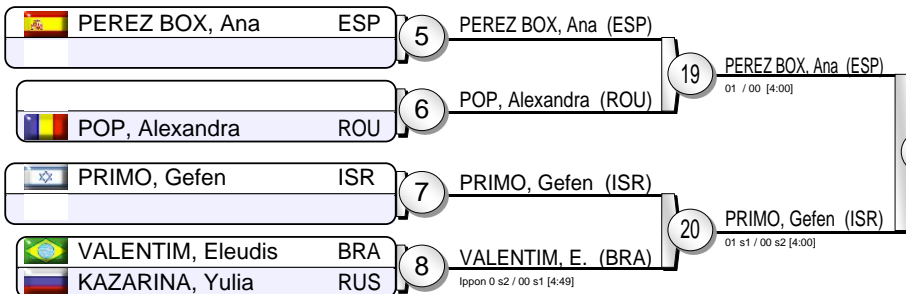 PEREZ BOX, Ana ESP
POP, Alexandra ROU
PRIMO, Gefen ISR
VALENTIM, Eleudis BRA
KAZARINA, Yulia RUS
5
6
7
8
PEREZ BOX, Ana (ESP)
POP, Alexandra (ROU)
PRIMO, Gefen (ISR)
VALENTIM, E. (BRA)
Ippon 0 s2 / 00 s1 [4:49]
19
20
PEREZ BOX, Ana (ESP)
01 / 00 [4:00]
PRIMO, Gefen (ISR)
01 s1 / 00 s2 [4:00]